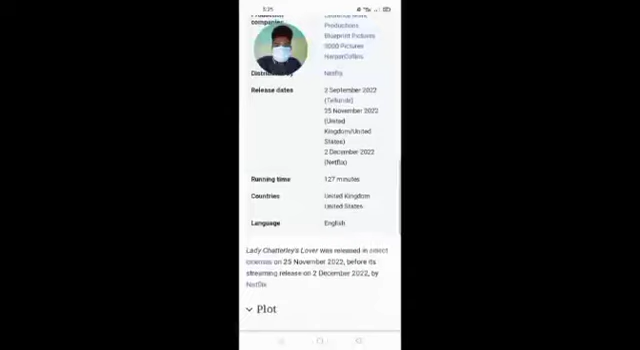 3:25
Production
companies
Productions
Blueprint Pictures
3000 Pictures
HarperCollins
Distributed by
Netflix
Release dates
2 September 2022
(Telluride)
25 November 2022
(United
Kingdom/United
States)
2 December 2022
(Netflix)
Running time
127 minutes
Countries
United Kingdom
United States
Language
English
Lady Chatterley's Lover was released in select
cinemas on 25 November 2022, before its
streaming release on 2 December 2022, by
Netflix
Plot